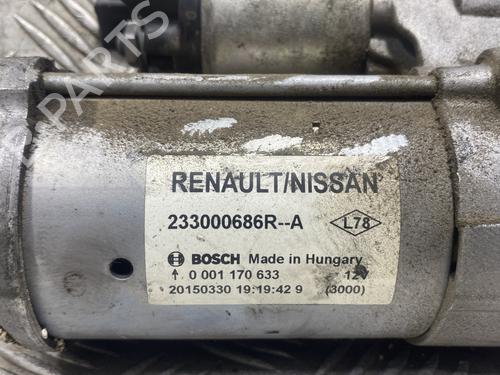 RENAULT/NISSAN
233000686R--A L78
BOSCH Made in Hungary
0 001 170 633 12V
20150330 19:19:42 9 (3000)